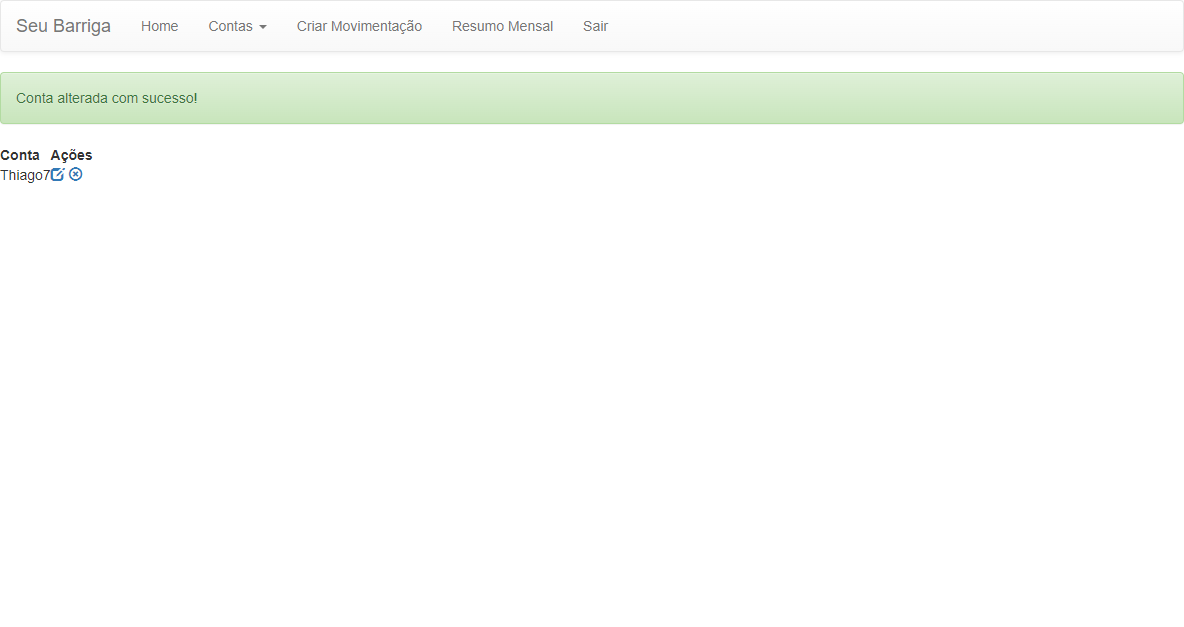 Seu Barriga Home Contas Criar Movimentação Resumo Mensal Sair
Conta alterada com sucesso!
Conta Ações
Thiago7